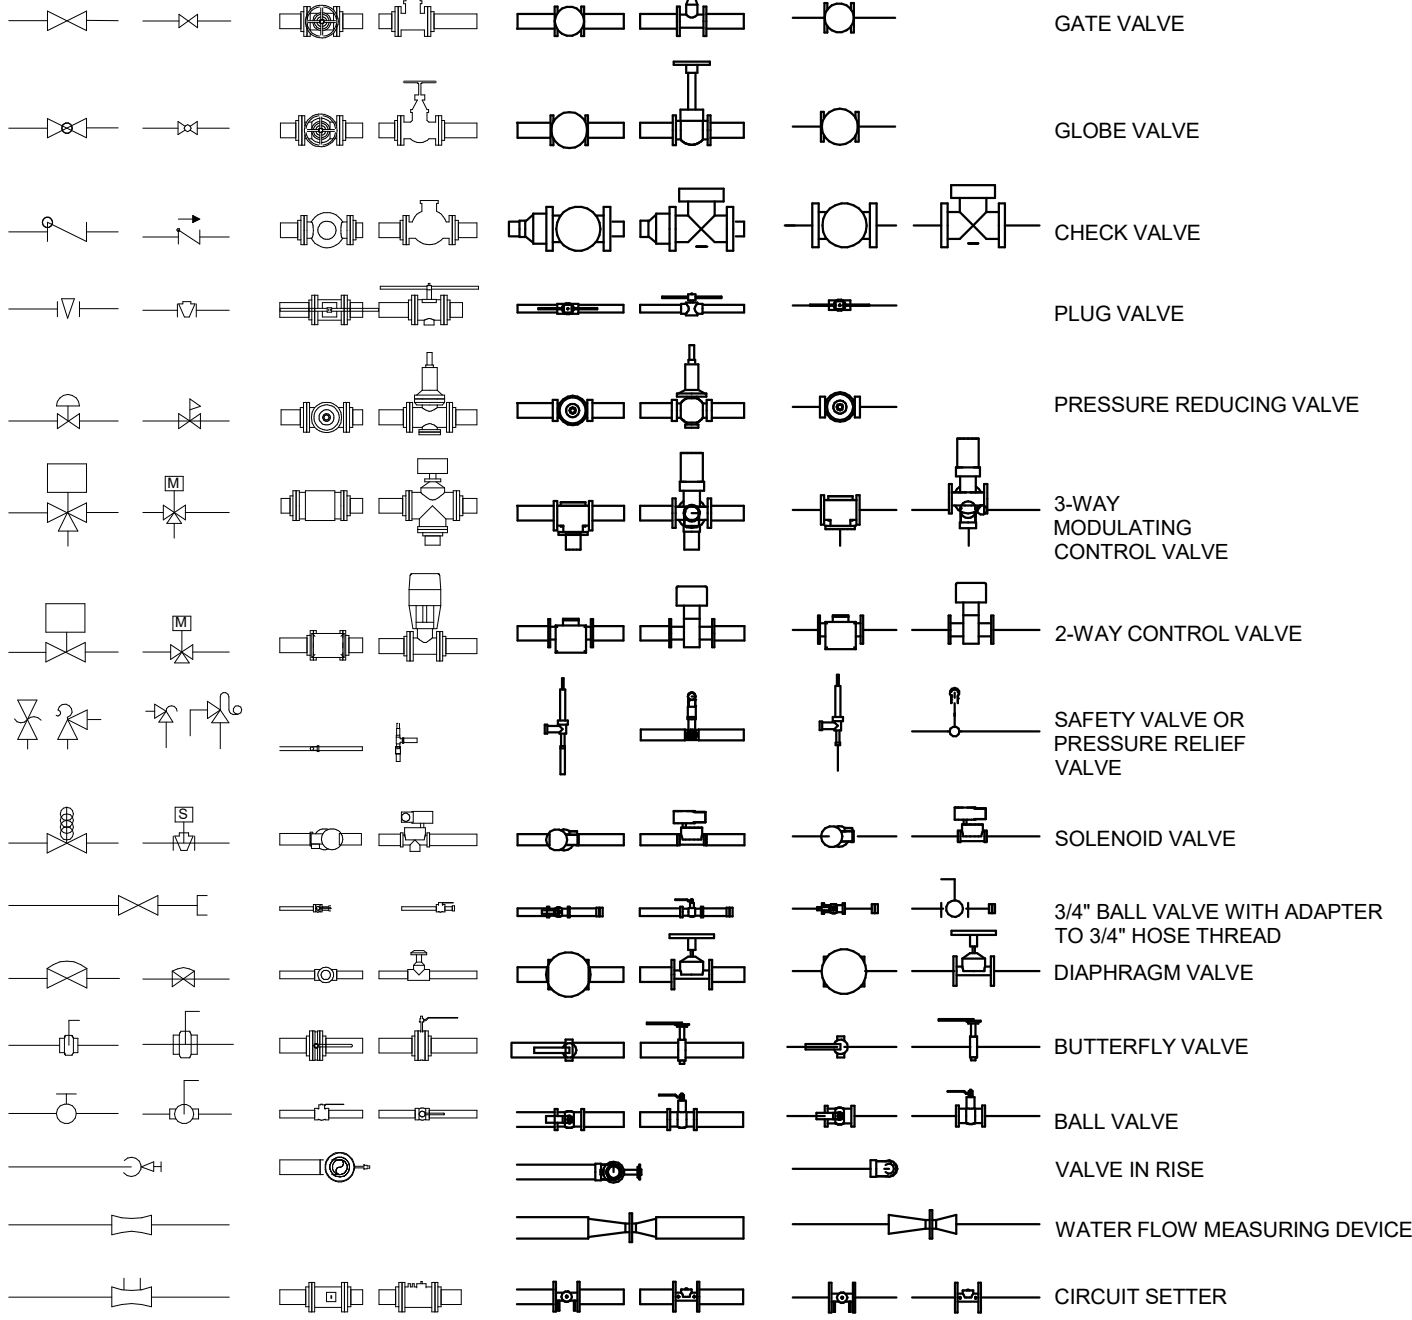 GATE VALVE
GLOBE VALVE
CHECK VALVE
PLUG VALVE
PRESSURE REDUCING VALVE
M
3-WAY
MODULATING
CONTROL VALVE
M
2-WAY CONTROL VALVE
SAFETY VALVE OR
PRESSURE RELIEF
VALVE
S
SOLENOID VALVE
3/4" BALL VALVE WITH ADAPTER
TO 3/4" HOSE THREAD
DIAPHRAGM VALVE
BUTTERFLY VALVE
BALL VALVE
VALVE IN RISE
WATER FLOW MEASURING DEVICE
CIRCUIT SETTER